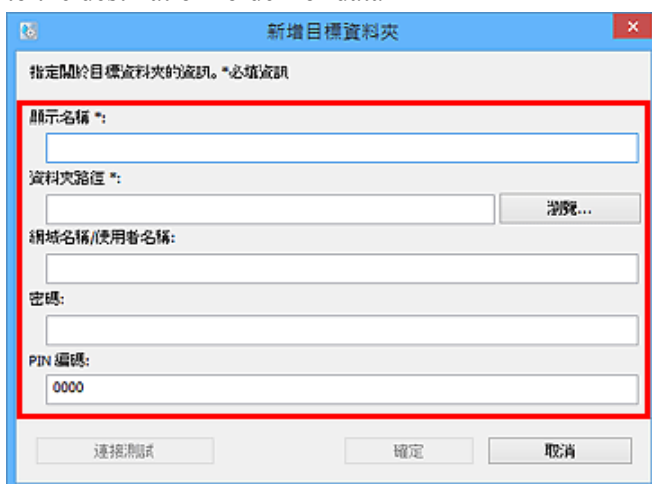 新增目標資料夾
指定關於目標資料夾的資訊。*必填資訊
顯示名稱 *:
資料夾路徑 *:
瀏覽...
網域名稱/使用者名稱:
密碼:
PIN 編碼:
0000
連接測試
確定
取消